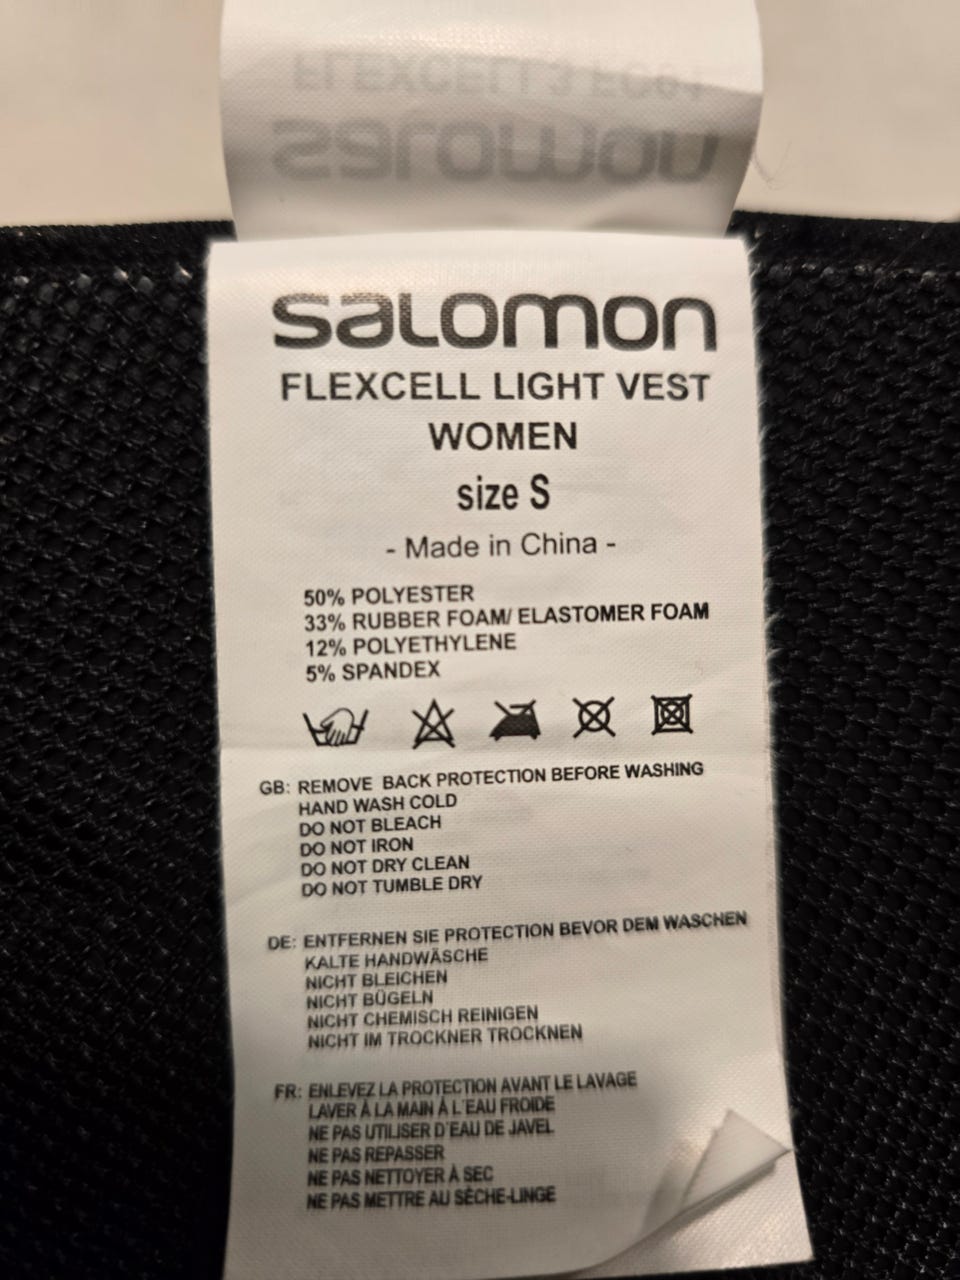 FLEXCELL 3 FC61
salomon
salomon
FLEXCELL LIGHT VEST
WOMEN
size S
- Made in China -
50% POLYESTER
33% RUBBER FOAM/ ELASTOMER FOAM
12% POLYETHYLENE
5% SPANDEX
GB: REMOVE BACK PROTECTION BEFORE WASHING
HAND WASH COLD
DO NOT BLEACH
DO NOT IRON
DO NOT DRY CLEAN
DO NOT TUMBLE DRY
DE: ENTFERNEN SIE PROTECTION BEVOR DEM WASCHEN
KALTE HANDWÄSCHE
NICHT BLEICHEN
NICHT BÜGELN
NICHT CHEMISCH REINIGEN
NICHT IM TROCKNER TROCKNEN
FR: ENLEVEZ LA PROTECTION AVANT LE LAVAGE
LAVER À LA MAIN À L'EAU FROIDE
NE PAS UTILISER D'EAU DE JAVEL
NE PAS REPASSER
NE PAS NETTOYER À SEC
NE PAS METTRE AU SÈCHE-LINGE